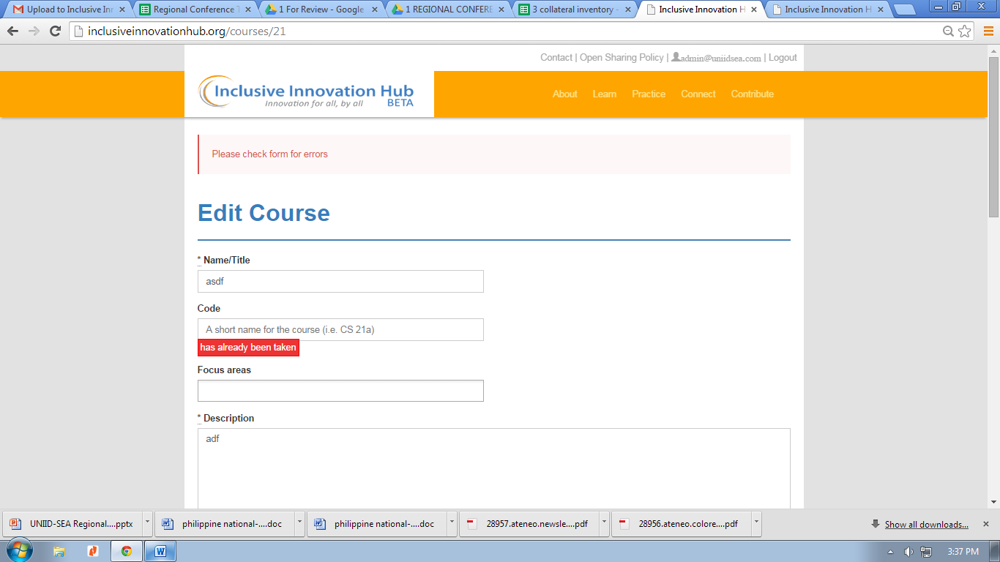 Upload to Inclusive Inn
Regional Conference T
1 For Review - Google
1 REGIONAL CONFERE
3 collateral inventory -
Inclusive Innovation H
Inclusive Innovation H
inclusiveinnovationhub.org/courses/21
Contact | Open Sharing Policy | admin@uniidsea.com | Logout
Inclusive Innovation Hub
BETA
Innovation for all, by all
About Learn Practice Connect Contribute
Please check form for errors
Edit Course
* Name/Title
asdf
Code
A short name for the course (i.e. CS 21a)
has already been taken
Focus areas
* Description
adf
UNIID-SEA Regional....pptx
philippine national-....doc
philippine national-....doc
28957.ateneo.newsle....pdf
28956.ateneo.colore....pdf
Show all downloads...
3:37 PM